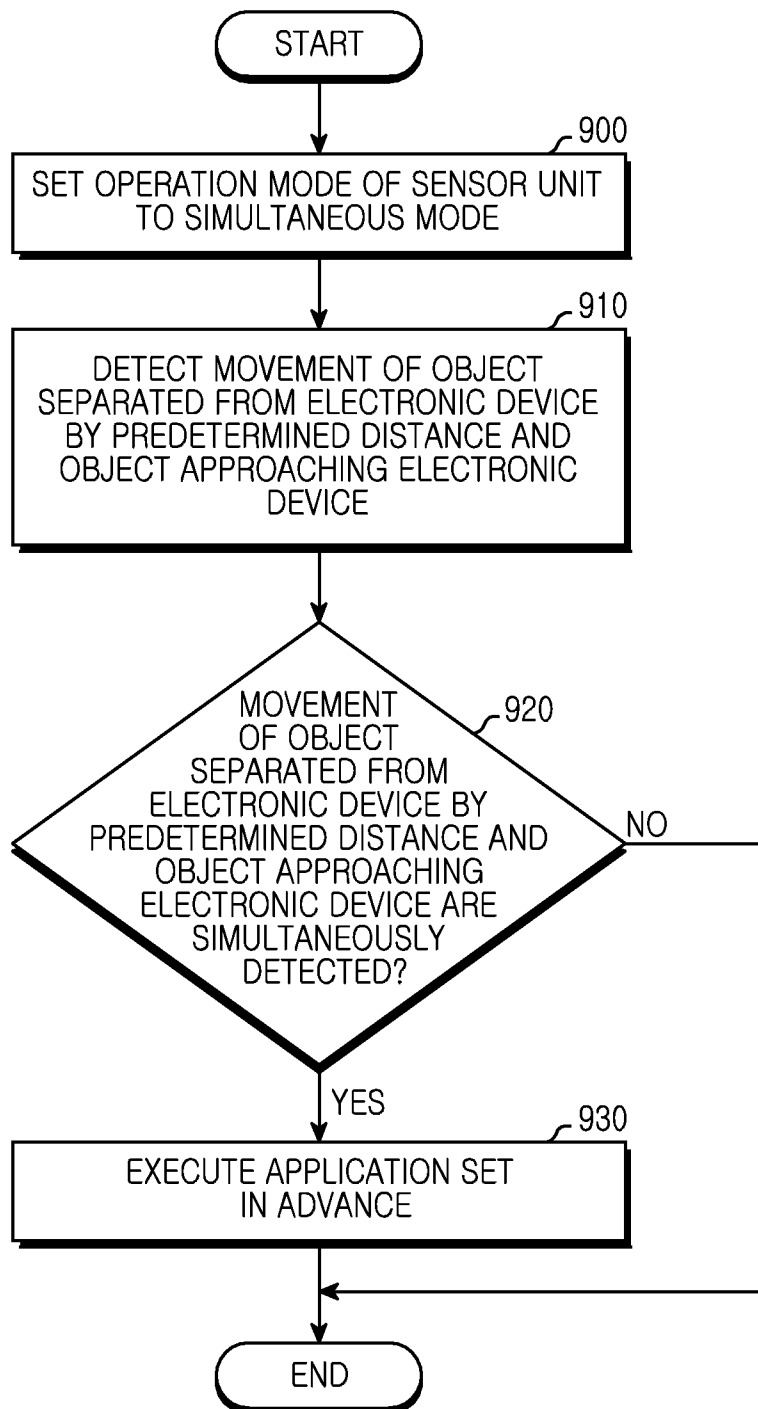 START
900
SET OPERATION MODE OF SENSOR UNIT
TO SIMULTANEOUS MODE
910
DETECT MOVEMENT OF OBJECT
SEPARATED FROM ELECTRONIC DEVICE
BY PREDETERMINED DISTANCE AND
OBJECT APPROACHING ELECTRONIC
DEVICE
920
MOVEMENT
OF OBJECT
SEPARATED FROM
ELECTRONIC DEVICE BY
PREDETERMINED DISTANCE AND
OBJECT APPROACHING
ELECTRONIC DEVICE ARE
SIMULTANEOUSLY
DETECTED?
NO
YES
930
EXECUTE APPLICATION SET
IN ADVANCE
END